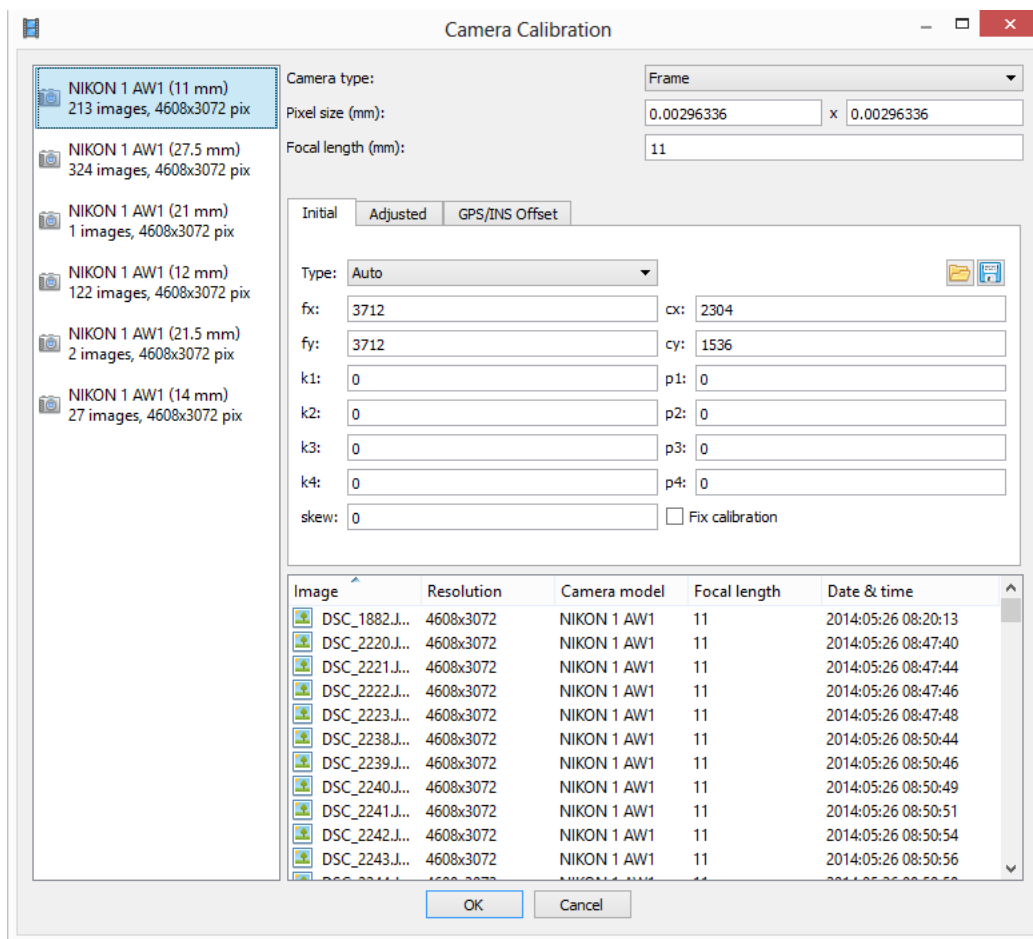 Camera Calibration
NIKON 1 AW1 (11 mm)
213 images, 4608x3072 pix
NIKON 1 AW1 (27.5 mm)
324 images, 4608x3072 pix
NIKON 1 AW1 (21 mm)
1 images, 4608x3072 pix
NIKON 1 AW1 (12 mm)
122 images, 4608x3072 pix
NIKON 1 AW1 (21.5 mm)
2 images, 4608x3072 pix
NIKON 1 AW1 (14 mm)
27 images, 4608x3072 pix
Camera type: Frame
Pixel size (mm): 0.00296336 x 0.00296336
Focal length (mm): 11
Initial Adjusted GPS/INS Offset
Type: Auto
fx: 3712 cx: 2304
fy: 3712 cy: 1536
k1: 0 p1: 0
k2: 0 p2: 0
k3: 0 p3: 0
k4: 0 p4: 0
skew: 0 Fix calibration
Image Resolution Camera model Focal length Date & time
DSC_1882.J... 4608x3072 NIKON 1 AW1 11 2014:05:26 08:20:13
DSC_2220.J... 4608x3072 NIKON 1 AW1 11 2014:05:26 08:47:40
DSC_2221.J... 4608x3072 NIKON 1 AW1 11 2014:05:26 08:47:44
DSC_2222.J... 4608x3072 NIKON 1 AW1 11 2014:05:26 08:47:46
DSC_2223.J... 4608x3072 NIKON 1 AW1 11 2014:05:26 08:47:48
DSC_2238.J... 4608x3072 NIKON 1 AW1 11 2014:05:26 08:50:44
DSC_2239.J... 4608x3072 NIKON 1 AW1 11 2014:05:26 08:50:46
DSC_2240.J... 4608x3072 NIKON 1 AW1 11 2014:05:26 08:50:49
DSC_2241.J... 4608x3072 NIKON 1 AW1 11 2014:05:26 08:50:51
DSC_2242.J... 4608x3072 NIKON 1 AW1 11 2014:05:26 08:50:54
DSC_2243.J... 4608x3072 NIKON 1 AW1 11 2014:05:26 08:50:56
OK Cancel